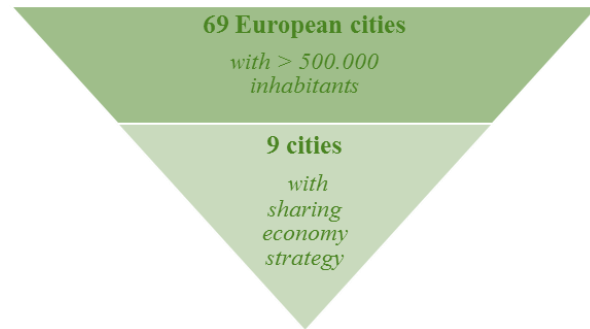 69 European cities
with > 500.000
inhabitants
9 cities
with
sharing
economy
strategy